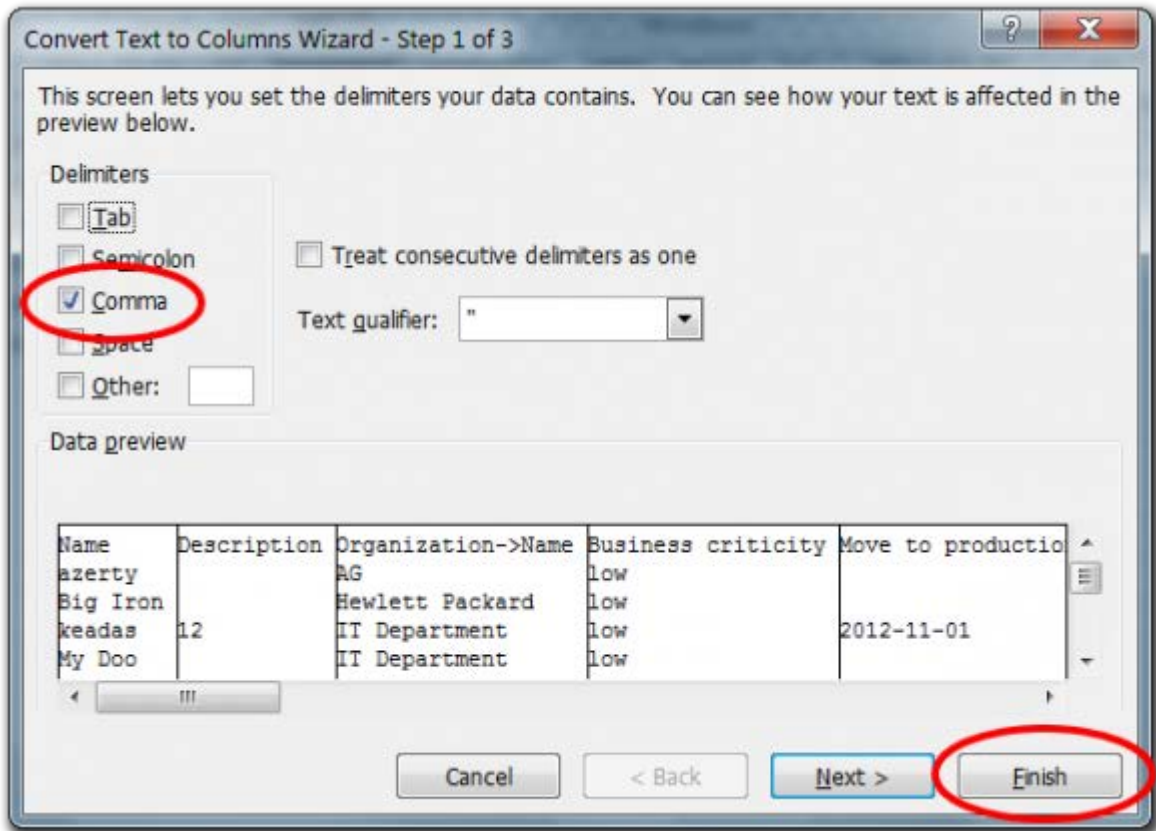 Convert Text to Columns Wizard - Step 1 of 3
This screen lets you set the delimiters your data contains.  You can see how your text is affected in the
preview below.
Delimiters
Tab
Semicolon
Treat consecutive delimiters as one
Comma
Text qualifier: "
Space
Other:
Data preview
Name Description Organization->Name Business criticity Move to productio
azerty AG low
Big Iron Hewlett Packard low
keadas 12 IT Department low 2012-11-01
My Doo IT Department low
Cancel < Back Next > Finish